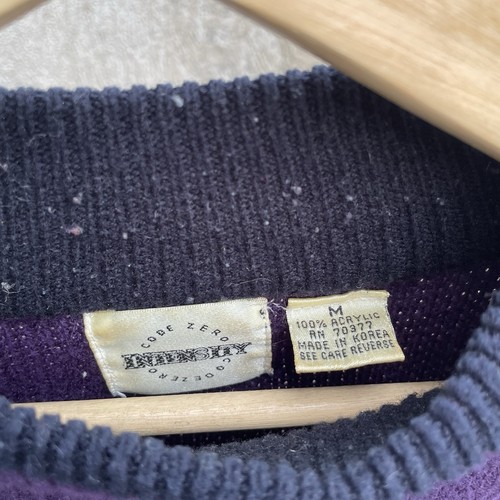 CODE ZERO
INTENSITY
CODE ZERO
M
100% ACRYLIC
RN 70377
MADE IN KOREA
SEE CARE REVERSE